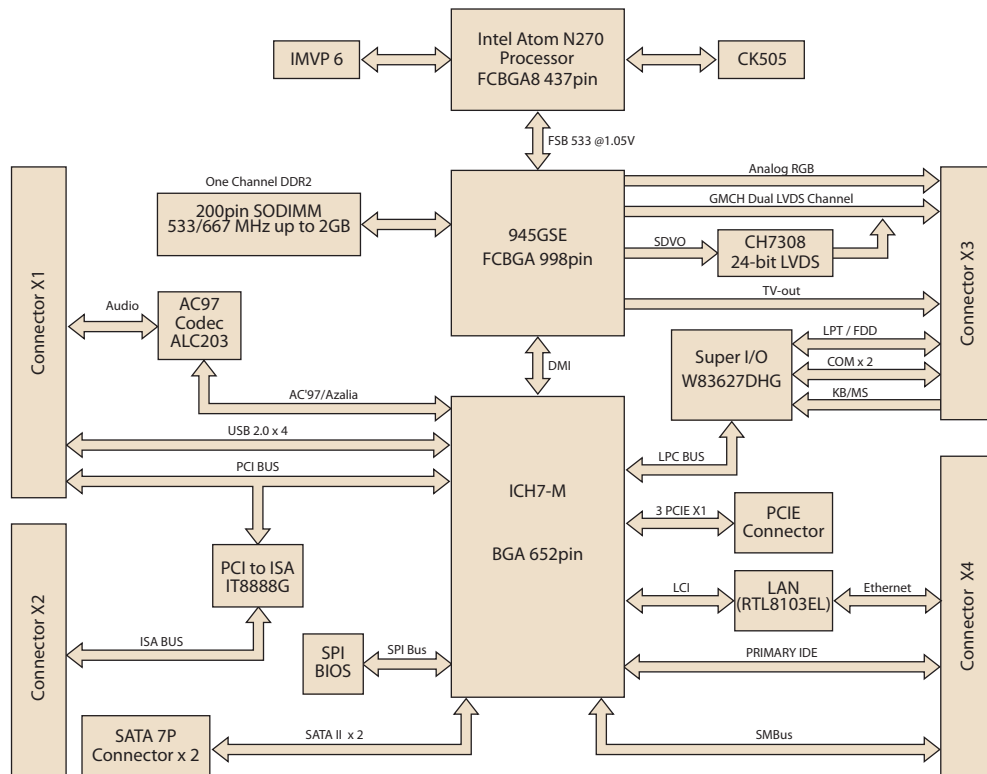 IMVP 6
Intel Atom N270
Processor
FCBGA8 437pin
CK505
FSB 533 @1.05V
One Channel DDR2
200pin SODIMM
533/667 MHz up to 2GB
945GSE
FCBGA 998pin
Analog RGB
GMCH Dual LVDS Channel
SDVO
CH7308
24-bit LVDS
TV-out
Connector X1
Connector X3
Audio
AC97
Codec
ALC203
DMI
Super I/O
W83627DHG
LPT / FDD
COM x 2
KB/MS
AC'97/Azalia
USB 2.0 x 4
PCI BUS
LPC BUS
ICH7-M
BGA 652pin
3 PCIE X1
PCIE
Connector
PCI to ISA
IT8888G
LCI
LAN
(RTL8103EL)
Ethernet
Connector X2
Connector X4
ISA BUS
SPI
BIOS
SPI Bus
PRIMARY IDE
SATA 7P
Connector x 2
SATA II x 2
SMBus